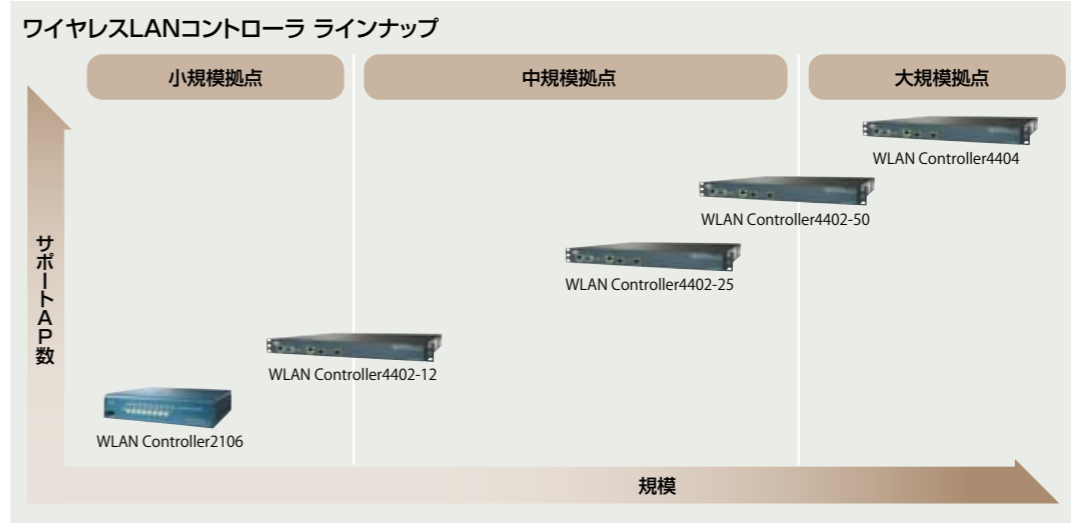 ワイヤレスLANコントローラ ラインナップ
小規模拠点
中規模拠点
大規模拠点
WLAN Controller4404
WLAN Controller4402-50
WLAN Controller4402-25
WLAN Controller4402-12
WLAN Controller2106
サポートAP数
規模